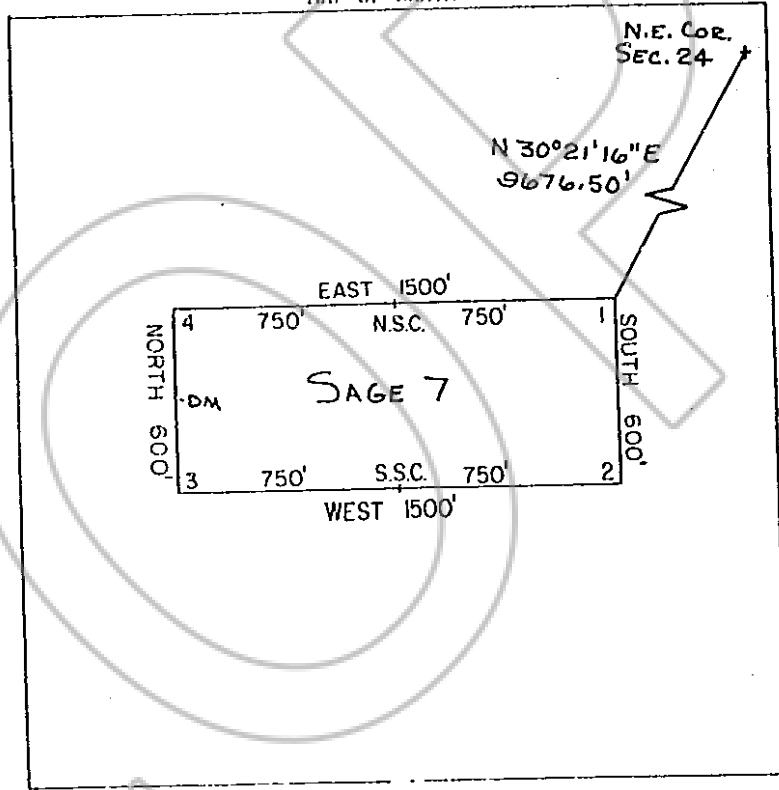 N.E. COR.
SEC. 24
N 30°21'16" E
9676.50'
EAST 1500'
4 750' N.S.C. 750' 1
NORTH 600'
SOUTH 600'
SAGE 7
DM
3 750' S.S.C. 750' 2
WEST 1500'